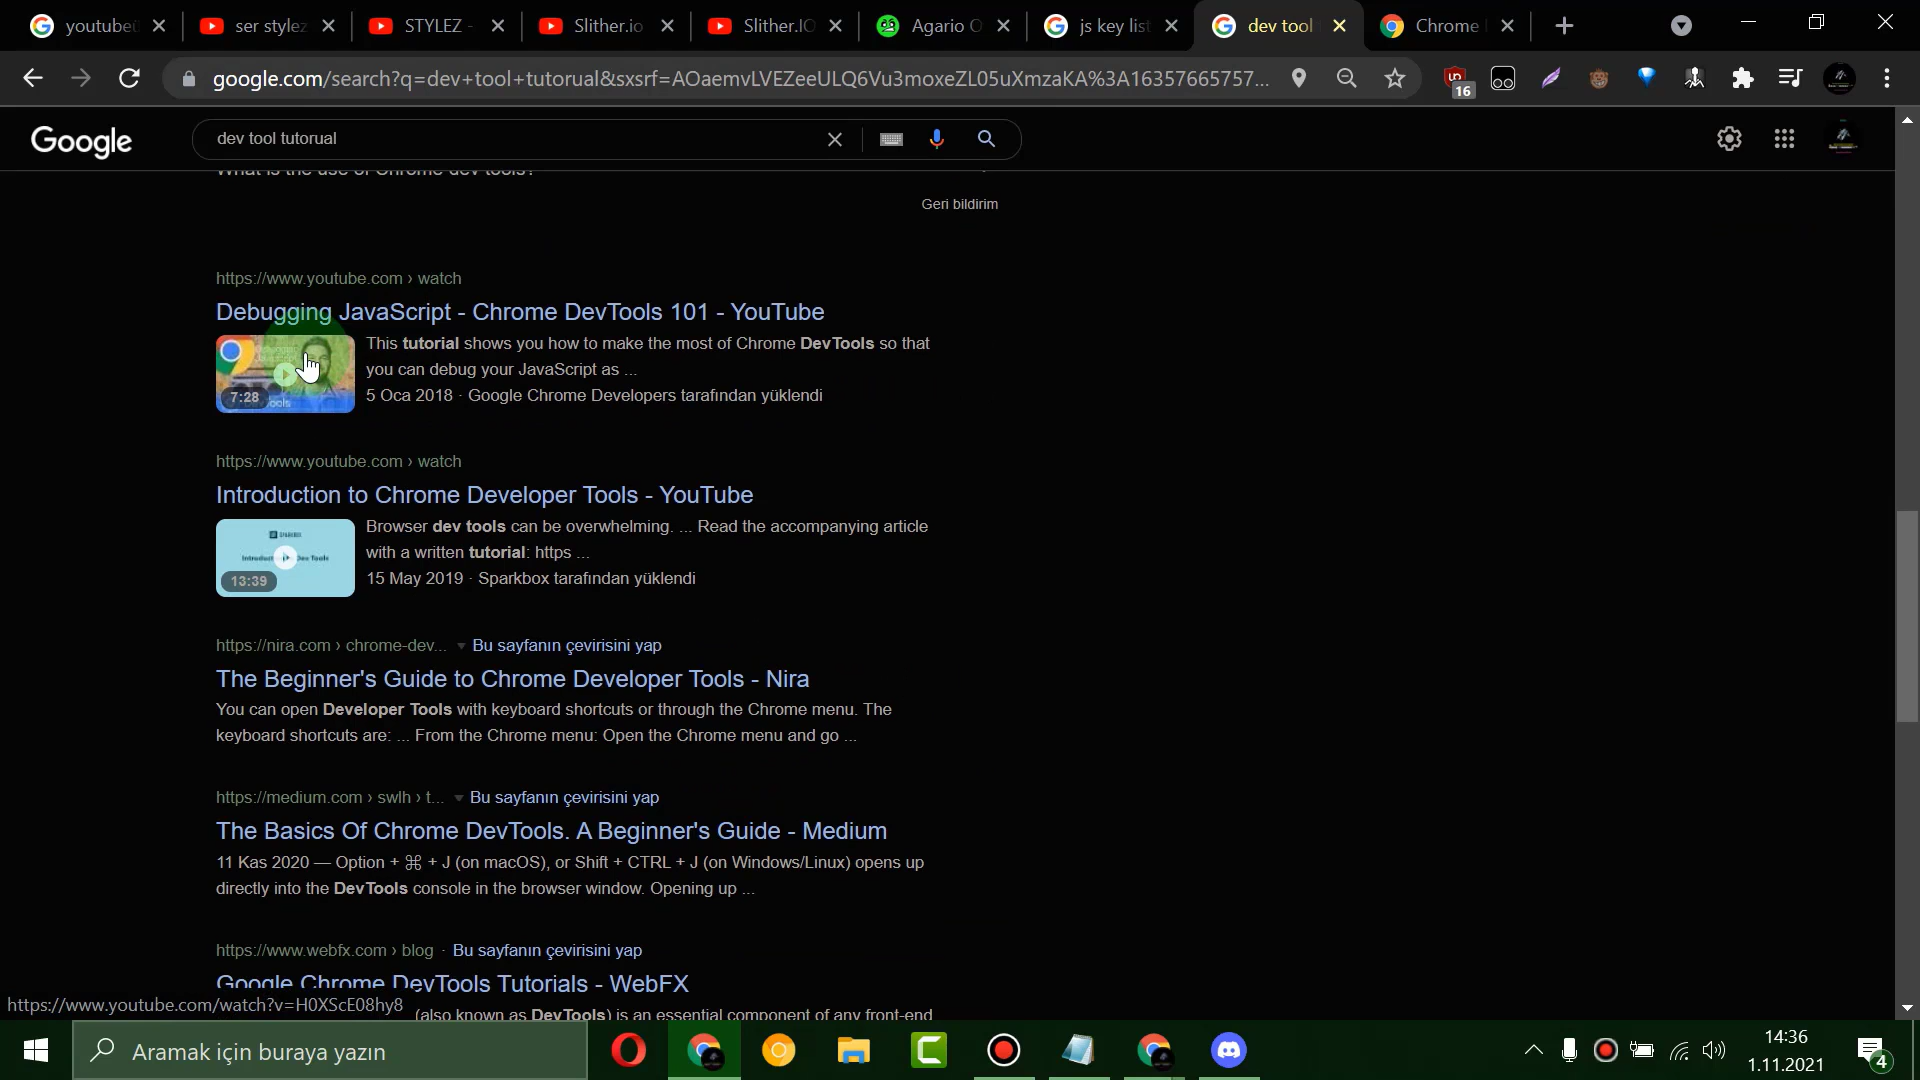 youtube
ser stylez
STYLEZ -
Slither.io
Slither.IO
Agario O
js key list
dev tool
Chrome
google.com/search?q=dev+tool+tutorual&sxsrf=AOaemvLVEZeeULQ6Vu3moxeZL05uXmzaKA%3A16357665757...
16
Google
dev tool tutorual
What is the use of Chrome dev tools?
Geri bildirim
https://www.youtube.com › watch
Debugging JavaScript - Chrome DevTools 101 - YouTube
This tutorial shows you how to make the most of Chrome DevTools so that
you can debug your JavaScript as ...
7:28
5 Oca 2018 · Google Chrome Developers tarafından yüklendi
https://www.youtube.com › watch
Introduction to Chrome Developer Tools - YouTube
Browser dev tools can be overwhelming. ... Read the accompanying article
with a written tutorial: https ...
13:39
15 May 2019 · Sparkbox tarafından yüklendi
https://nira.com › chrome-dev... Bu sayfanın çevirisini yap
The Beginner's Guide to Chrome Developer Tools - Nira
You can open Developer Tools with keyboard shortcuts or through the Chrome menu. The
keyboard shortcuts are: ... From the Chrome menu: Open the Chrome menu and go ...
https://medium.com › swlh › t... Bu sayfanın çevirisini yap
The Basics Of Chrome DevTools. A Beginner's Guide - Medium
11 Kas 2020 — Option + ⌘ + J (on macOS), or Shift + CTRL + J (on Windows/Linux) opens up
directly into the DevTools console in the browser window. Opening up ...
https://www.webfx.com › blog · Bu sayfanın çevirisini yap
Google Chrome DevTools Tutorials - WebFX
https://www.youtube.com/watch?v=H0XScE08hy8
(also known as DevTools) is an essential component of any front-end
Aramak için buraya yazın
14:36
1.11.2021
4